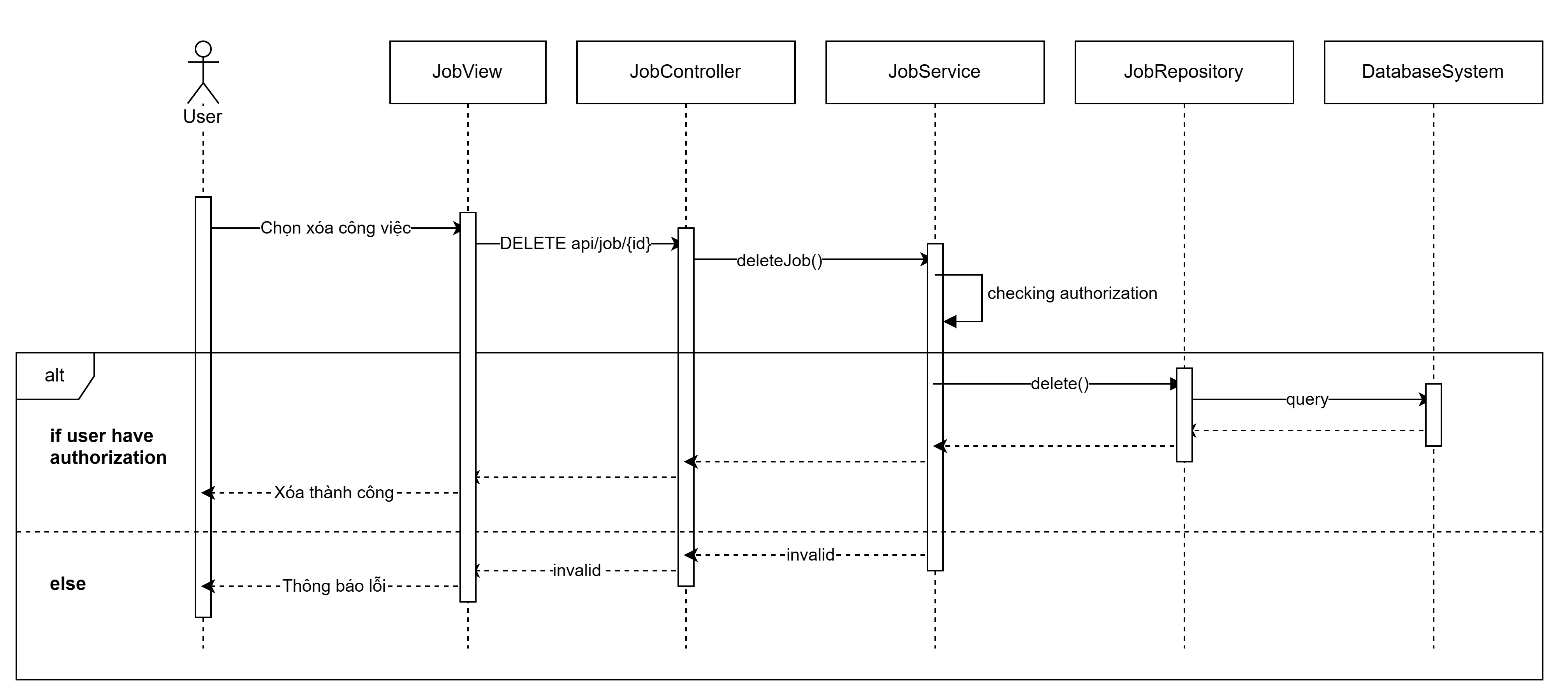 User
JobView
JobController
JobService
JobRepository
DatabaseSystem
Chọn xóa công việc
DELETE api/job/{id}
deleteJob()
checking authorization
alt
if user have
authorization
delete()
query
Xóa thành công
else
invalid
invalid
Thông báo lỗi